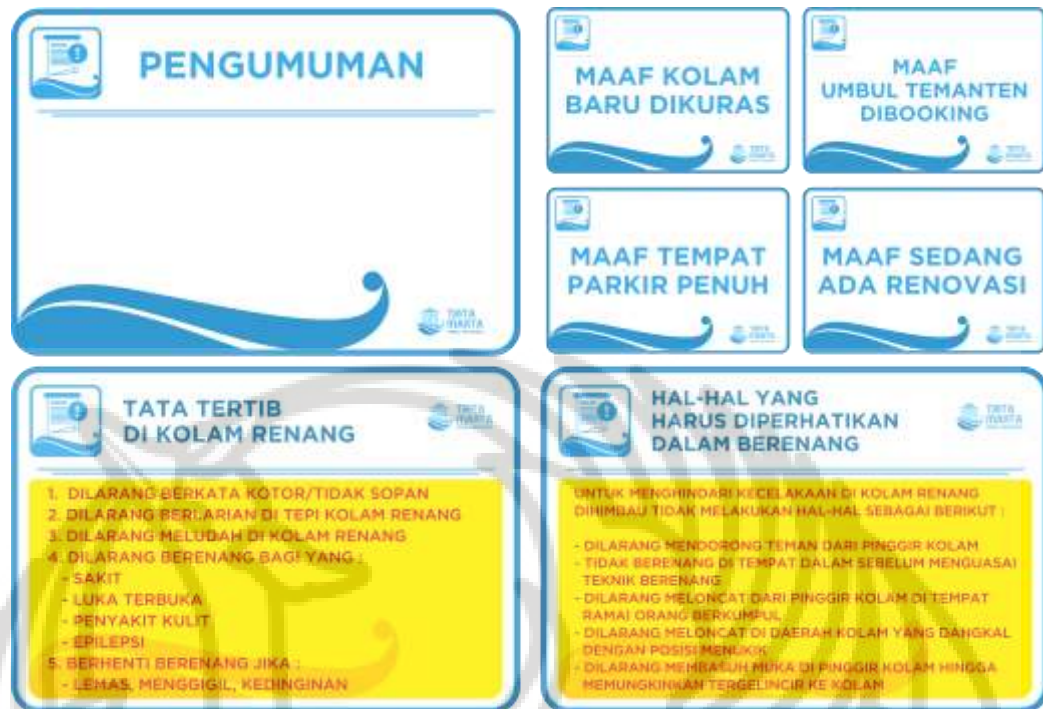 PENGUMUMAN
MAAF KOLAM
BARU DIKURAS
MAAF
UMBUL TEMANTEN
DIBOOKING
MAAF TEMPAT
PARKIR PENUH
MAAF SEDANG
ADA RENOVASI
TATA TERTIB
DI KOLAM RENANG
1. DILARANG BERKATA KOTOR/TIDAK SOPAN
2. DILARANG BERLARIAN DI TEPI KOLAM RENANG
3. DILARANG MELUDAH DI KOLAM RENANG
4. DILARANG BERENANG BAGI YANG :
- SAKIT
- LUKA TERBUKA
- PENYAKIT KULIT
- EPILEPSI
5. BERHENTI BERENANG JIKA :
- LEMAS, MENGGIGIL, KEDINGINAN
HAL-HAL YANG
HARUS DIPERHATIKAN
DALAM BERENANG
UNTUK MENGHINDARI KECELAKAAN DI KOLAM RENANG
DIHIMBAU TIDAK MELAKUKAN HAL-HAL SEBAGAI BERIKUT :
- DILARANG MENDORONG TEMAN DARI PINGGIR KOLAM
- TIDAK BERENANG DI TEMPAT DALAM SEBELUM MENGUASAI
TEKNIK BERENANG
- DILARANG MELONCAT DARI PINGGIR KOLAM DI TEMPAT
RAMAI ORANG BERKUMPUL
- DILARANG MELONCAT DI DAERAH KOLAM YANG DANGKAL
DENGAN POSISI MENUKIK
- DILARANG MEMBASUH MUKA DI PINGGIR KOLAM HINGGA
MEMUNGKINKAN TERGELINCIR KE KOLAM